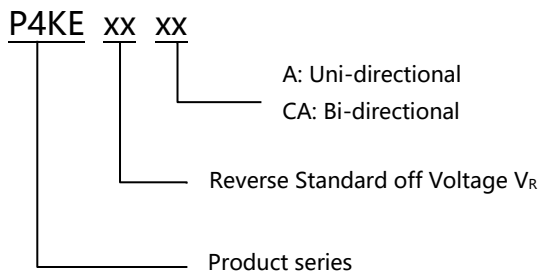 P4KE xx xx
A: Uni-directional
CA: Bi-directional
Reverse Standard off Voltage VR
Product series